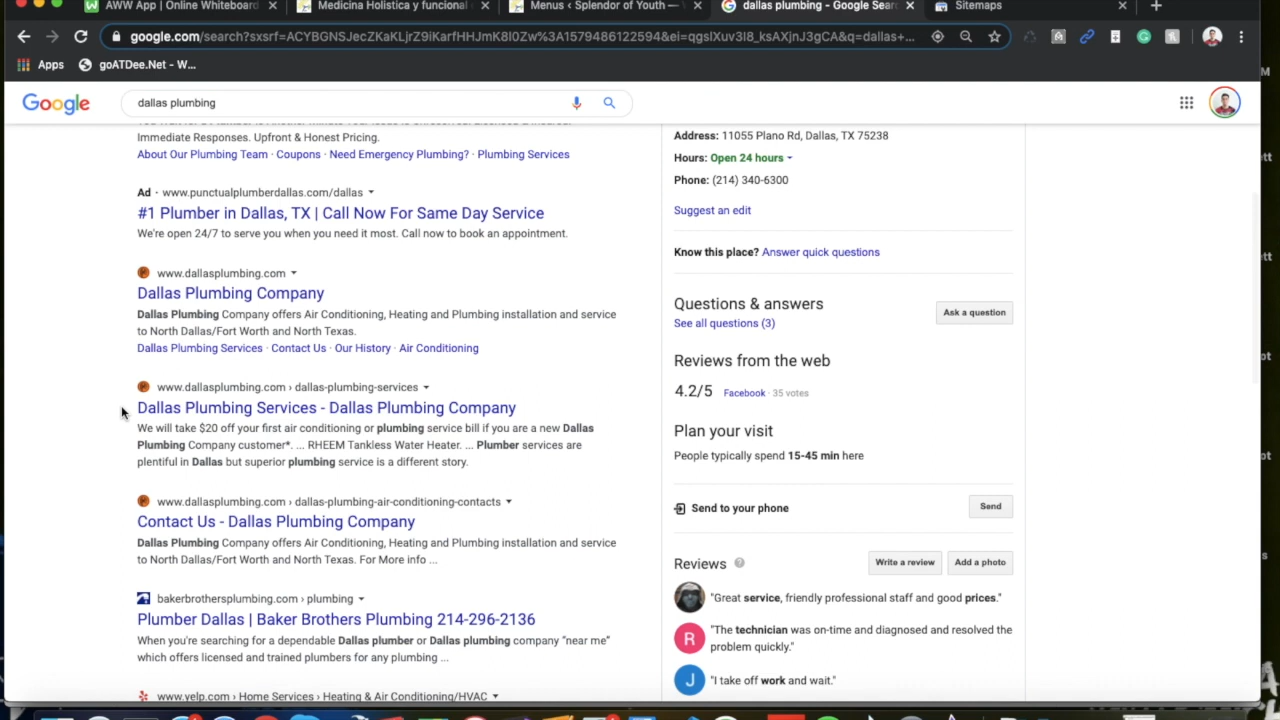 AWW App | Online Whiteboard
Medicina Holistica y funcional
Menus ‹ Splendor of Youth —
dallas plumbing - Google Sear
Sitemaps
google.com/search?sxsrf=ACYBGNSJecZKaKLjrZ9iKarfHHJmK8l0Zw%3A1579486122594&ei=qgslXuv3I8_ksAXjnJ3gCA&q=dallas+...
Apps
goATDee.Net - W...
Google
dallas plumbing
Immediate Responses. Upfront & Honest Pricing.
About Our Plumbing Team · Coupons · Need Emergency Plumbing? · Plumbing Services
Ad · www.punctualplumberdallas.com/dallas
#1 Plumber in Dallas, TX | Call Now For Same Day Service
We're open 24/7 to serve you when you need it most. Call now to book an appointment.
www.dallasplumbing.com
Dallas Plumbing Company
Dallas Plumbing Company offers Air Conditioning, Heating and Plumbing installation and service
to North Dallas/Fort Worth and North Texas.
Dallas Plumbing Services · Contact Us · Our History · Air Conditioning
www.dallasplumbing.com › dallas-plumbing-services
Dallas Plumbing Services - Dallas Plumbing Company
We will take $20 off your first air conditioning or plumbing service bill if you are a new Dallas
Plumbing Company customer*. ... RHEEM Tankless Water Heater. ... Plumber services are
plentiful in Dallas but superior plumbing service is a different story.
www.dallasplumbing.com › dallas-plumbing-air-conditioning-contacts
Contact Us - Dallas Plumbing Company
Dallas Plumbing Company offers Air Conditioning, Heating and Plumbing installation and service
to North Dallas/Fort Worth and North Texas. For More info ...
bakerbrothersplumbing.com › plumbing
Plumber Dallas | Baker Brothers Plumbing 214-296-2136
When you're searching for a dependable Dallas plumber or Dallas plumbing company "near me"
which offers licensed and trained plumbers for any plumbing ...
www.yelp.com › Home Services › Heating & Air Conditioning/HVAC
Address: 11055 Plano Rd, Dallas, TX 75238
Hours: Open 24 hours
Phone: (214) 340-6300
Suggest an edit
Know this place? Answer quick questions
Questions & answers
See all questions (3)
Ask a question
Reviews from the web
4.2/5 Facebook · 35 votes
Plan your visit
People typically spend 15-45 min here
Send to your phone
Send
Reviews
Write a review
Add a photo
"Great service, friendly professional staff and good prices."
R
"The technician was on-time and diagnosed and resolved the
problem quickly."
J
"I take off work and wait."